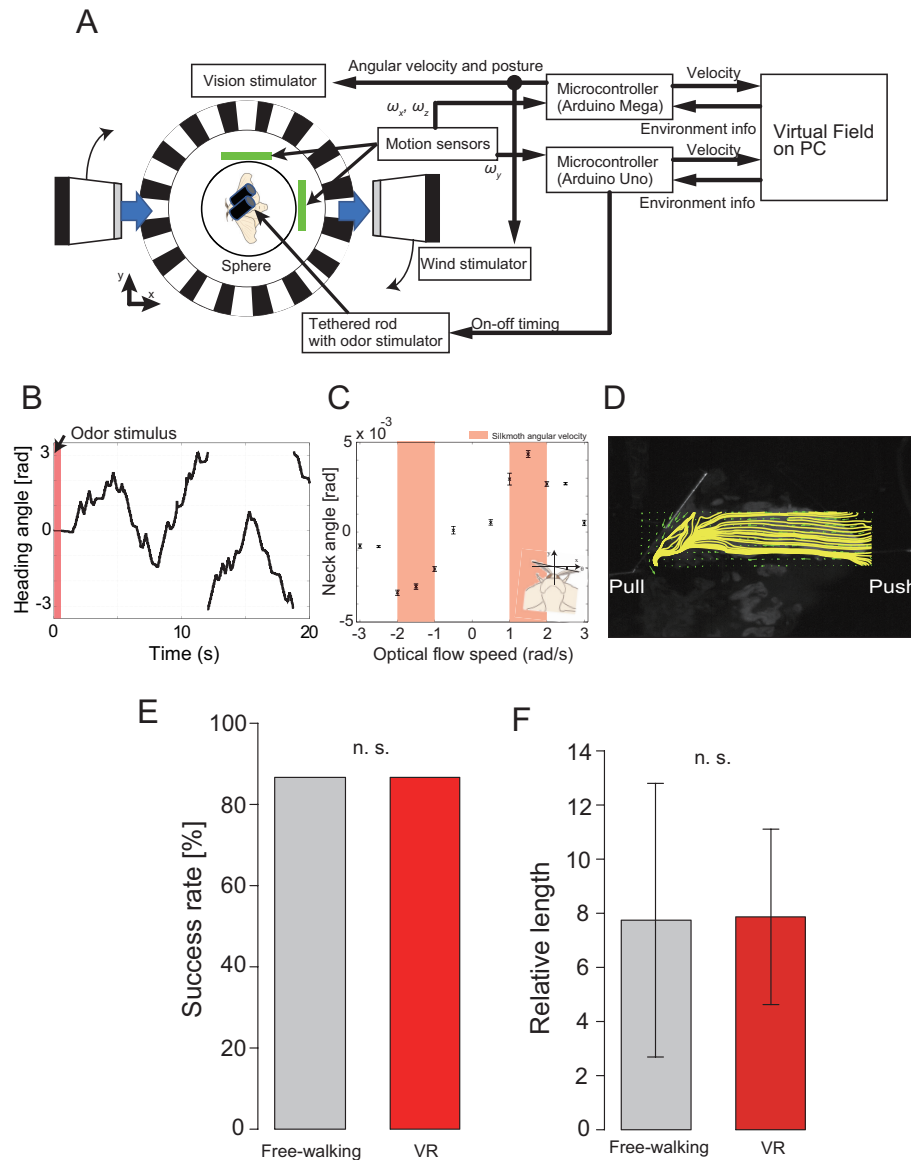 A
Angular velocity and posture
Vision stimulator
Microcontroller
(Arduino Mega)
Velocity
Environment info
ωx, ωz
Motion sensors
Virtual Field
on PC
ωy
Microcontroller
(Arduino Uno)
Velocity
Environment info
Sphere
Wind stimulator
y
x
Tethered rod
with odor stimulator
On-off timing
B
Odor stimulus
Heading angle [rad]
3
0
-3
0
10
20
Time (s)
C
x 10-3
Silkmoth angular velocity
Neck angle [rad]
5
0
-5
-3
-2
-1
0
1
2
3
Optical flow speed (rad/s)
D
Pull
Push
E
n. s.
Success rate [%]
100
80
60
40
20
0
Free-walking
VR
F
n. s.
Relative length
14
12
10
8
6
4
2
0
Free-walking
VR